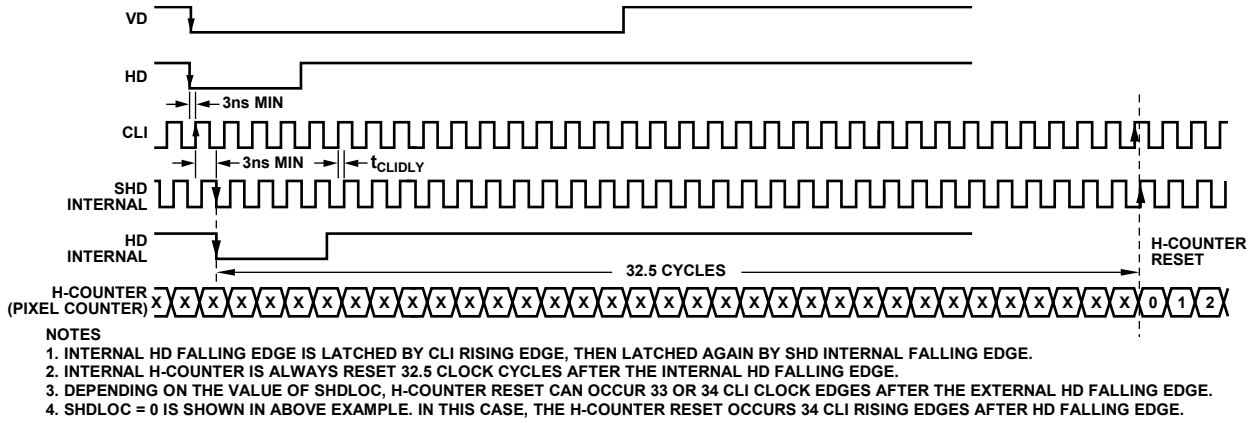 VD
HD
3ns MIN
CLI
3ns MIN
tCLIDLY
SHD
INTERNAL
HD
INTERNAL
H-COUNTER
RESET
32.5 CYCLES
H-COUNTER
(PIXEL COUNTER)
X X X X X X X X X X X X X X X X X X X X X X X X X X X X X X X X X X X 0 1 2
NOTES
1. INTERNAL HD FALLING EDGE IS LATCHED BY CLI RISING EDGE, THEN LATCHED AGAIN BY SHD INTERNAL FALLING EDGE.
2. INTERNAL H-COUNTER IS ALWAYS RESET 32.5 CLOCK CYCLES AFTER THE INTERNAL HD FALLING EDGE.
3. DEPENDING ON THE VALUE OF SHDLOC, H-COUNTER RESET CAN OCCUR 33 OR 34 CLI CLOCK EDGES AFTER THE EXTERNAL HD FALLING EDGE.
4. SHDLOC = 0 IS SHOWN IN ABOVE EXAMPLE. IN THIS CASE, THE H-COUNTER RESET OCCURS 34 CLI RISING EDGES AFTER HD FALLING EDGE.